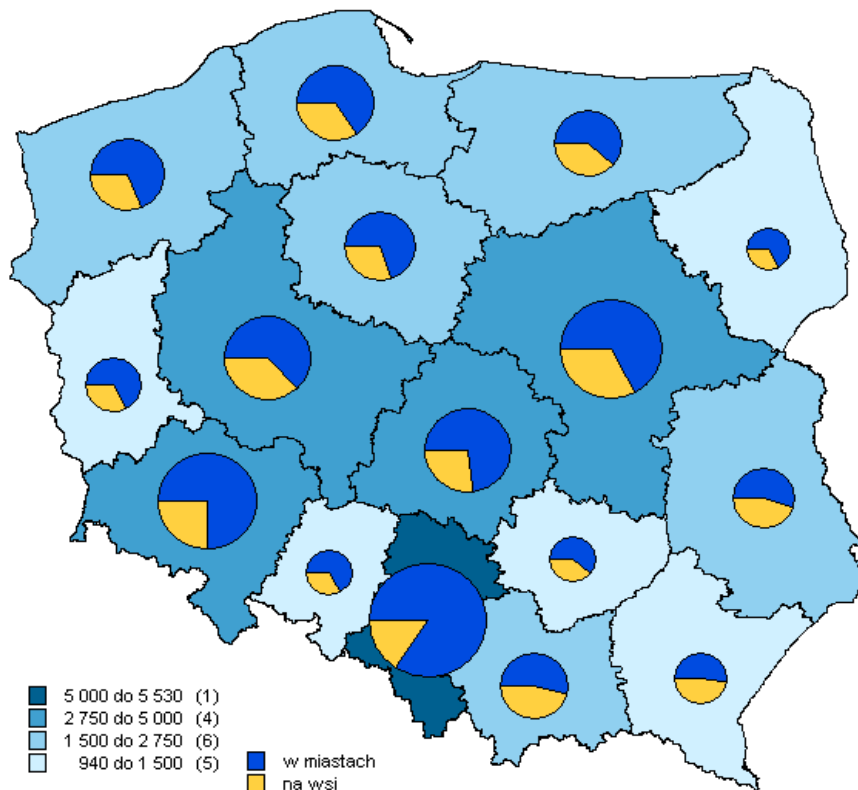 5 000 do 5 530 (1)
2 750 do 5 000 (4)
1 500 do 2 750 (6)
940 do 1 500 (5)
w miastach
na wsi